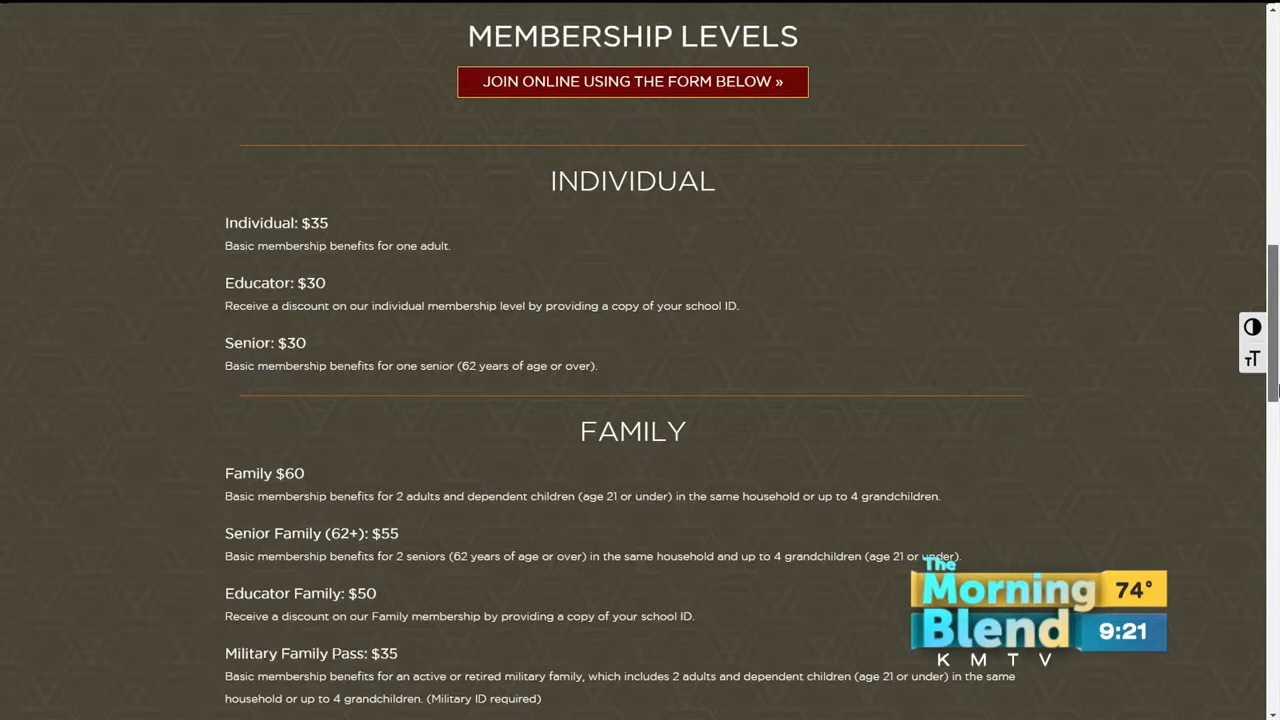 MEMBERSHIP LEVELS
JOIN ONLINE USING THE FORM BELOW »
INDIVIDUAL
Individual: $35
Basic membership benefits for one adult.
Educator: $30
Receive a discount on our individual membership level by providing a copy of your school ID.
Senior: $30
Basic membership benefits for one senior (62 years of age or over).
FAMILY
Family $60
Basic membership benefits for 2 adults and dependent children (age 21 or under) in the same household or up to 4 grandchildren.
Senior Family (62+): $55
Basic membership benefits for 2 seniors (62 years of age or over) in the same household and up to 4 grandchildren (age 21 or under).
Educator Family: $50
Receive a discount on our Family membership by providing a copy of your school ID.
Military Family Pass: $35
Basic membership benefits for an active or retired military family, which includes 2 adults and dependent children (age 21 or under) in the same
household or up to 4 grandchildren. (Military ID required)
The
Morning
Blend
KMTV
74°
9:21
TT